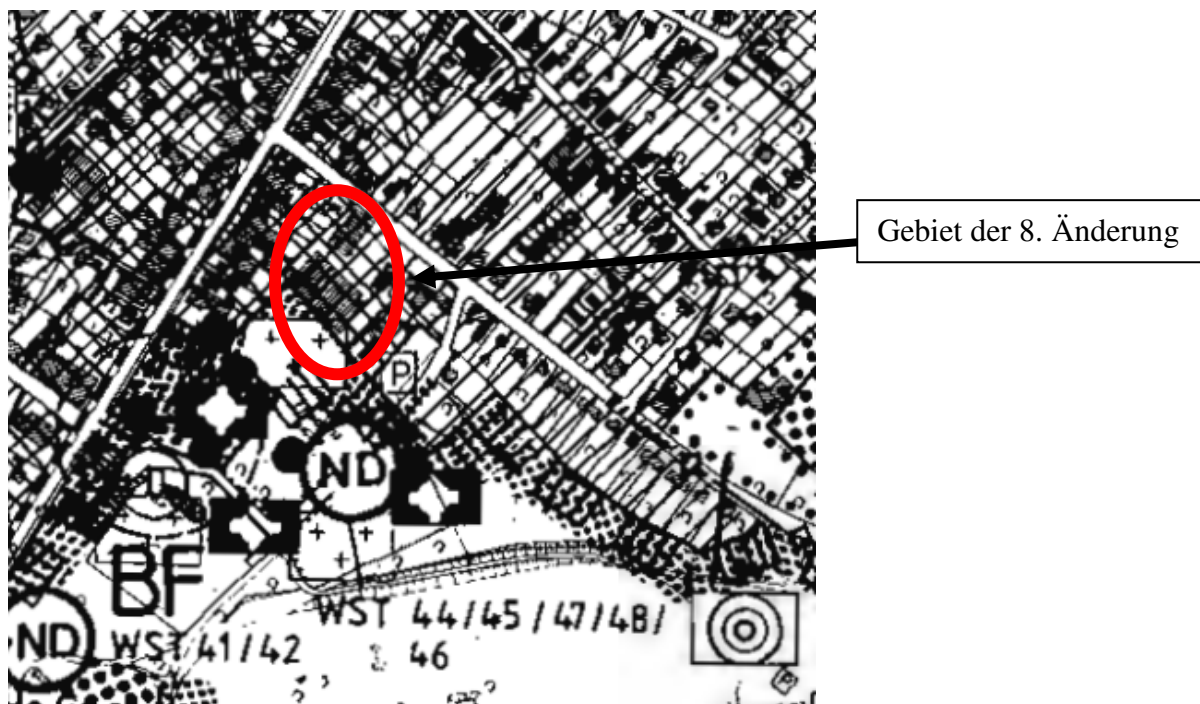 Gebiet der 8. Änderung
P
ND
BF
WST 44/45/47/48/
46
ND
WST 41/42